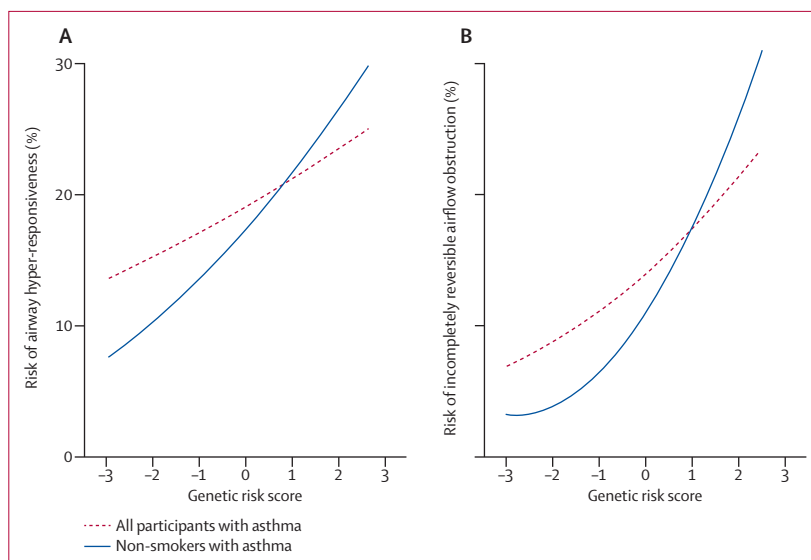 A
B
Risk of airway hyper-responsiveness (%)
30
20
10
0
–3
–2
–1
0
1
2
3
Genetic risk score
Risk of incompletely reversible airflow obstruction (%)
–3
–2
–1
0
1
2
3
Genetic risk score
All participants with asthma
Non-smokers with asthma